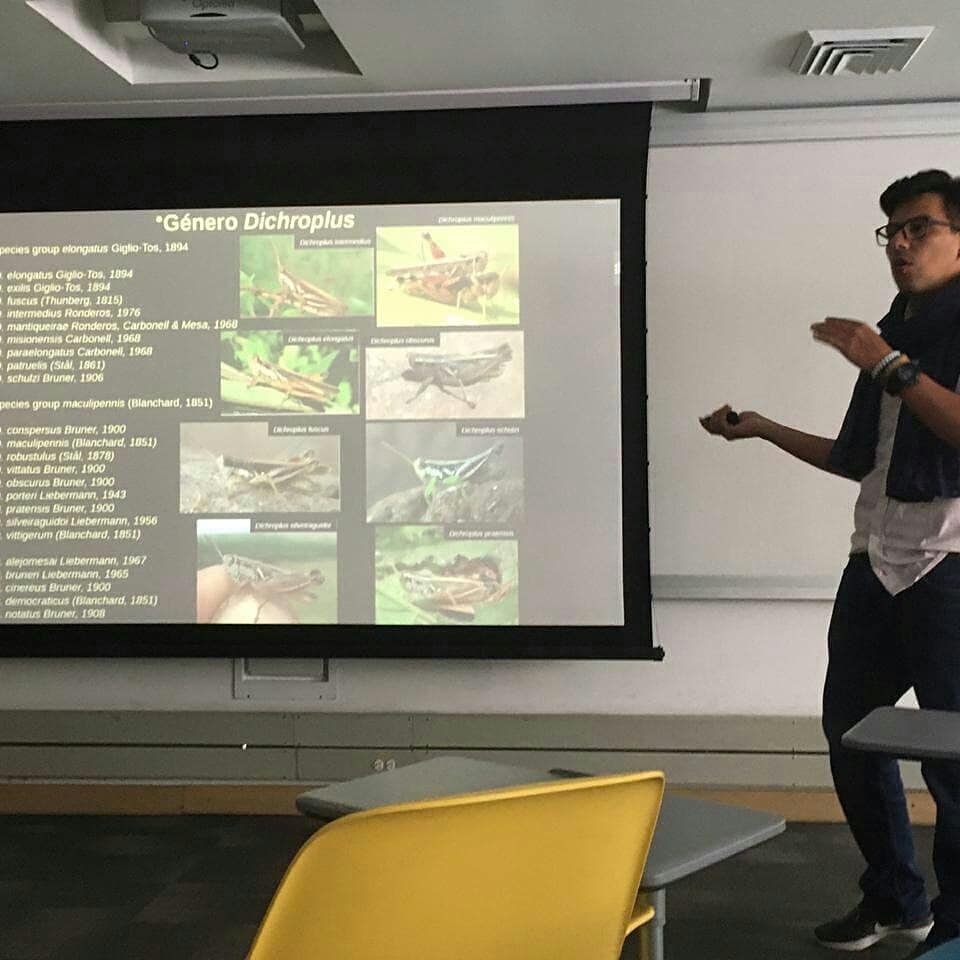 Optoma
•Género Dichroplus
pecies group elongatus Giglio-Tos, 1894
. elongatus Giglio-Tos, 1894
. exilis Giglio-Tos, 1894
. fuscus (Thunberg, 1815)
. intermedius Ronderos, 1976
. mantiqueirae Ronderos, Carbonell & Mesa, 1968
. misionensis Carbonell, 1968
. paraelongatus Carbonell, 1968
. patruelis (Stål, 1861)
. schulzi Bruner, 1906
pecies group maculipennis (Blanchard, 1851)
. conspersus Bruner, 1900
. maculipennis (Blanchard, 1851)
. robustulus (Stål, 1878)
. vittatus Bruner, 1900
. obscurus Bruner, 1900
. porteri Liebermann, 1943
. pratensis Bruner, 1900
. silveiraguidoi Liebermann, 1956
. vittigerum (Blanchard, 1851)
. alejomesai Liebermann, 1967
. bruneri Liebermann, 1965
. cinereus Bruner, 1900
. democraticus (Blanchard, 1851)
. notatus Bruner, 1908
Dichroplus intermedius
Dichroplus maculipennis
Dichroplus elongatus
Dichroplus obscurus
Dichroplus fuscus
Dichroplus schulzi
Dichroplus silveiraguidoi
Dichroplus pratensis